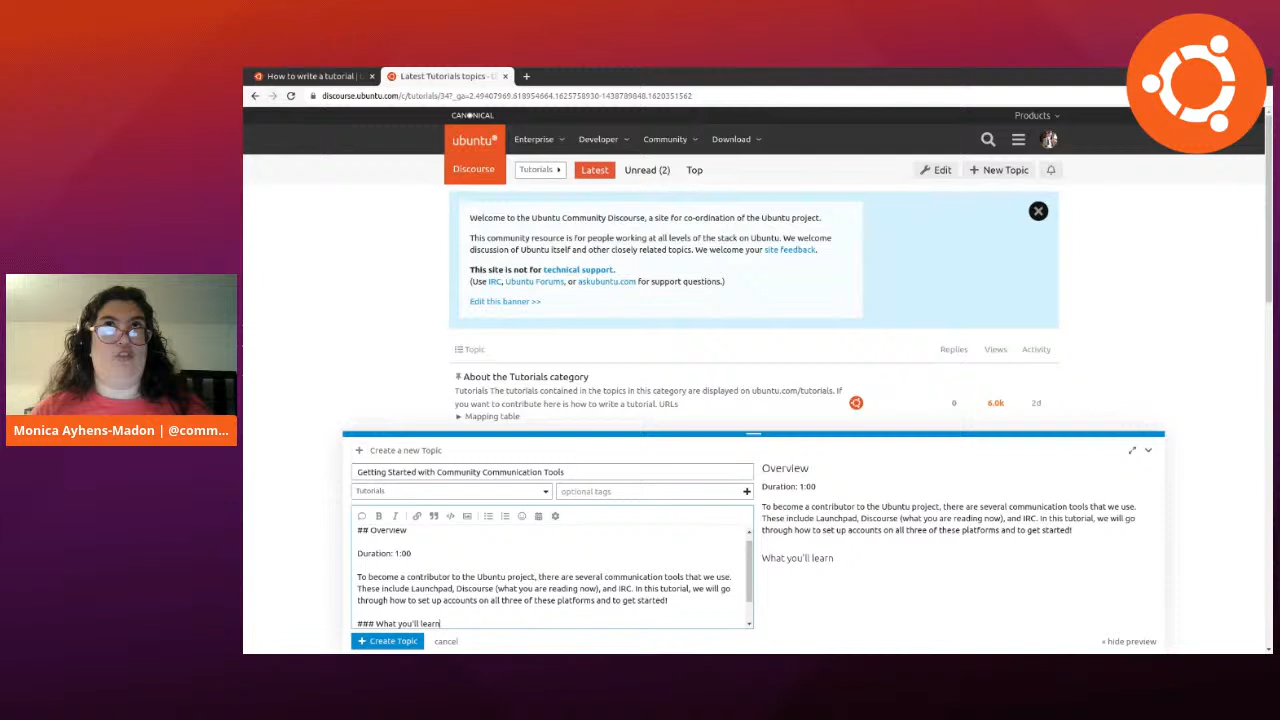 How to write a tutorial |
Latest Tutorials topics -
discourse.ubuntu.com/c/tutorials/34?_ga=2.49407969.618954664.1625758930-1438789848.1620351562
CANONICAL
Products
ubuntu
Enterprise
Developer
Community
Download
Discourse
Tutorials
Latest
Unread (2)
Top
Edit
+ New Topic
Welcome to the Ubuntu Community Discourse, a site for co-ordination of the Ubuntu project.
This community resource is for people working at all levels of the stack on Ubuntu. We welcome
discussion of Ubuntu itself and other closely related topics. We welcome your site feedback.
This site is not for technical support.
(Use IRC, Ubuntu Forums, or askubuntu.com for support questions.)
Edit this banner >>
Topic
Replies
Views
Activity
About the Tutorials category
Tutorials The tutorials contained in the topics in this category are displayed on ubuntu.com/tutorials. If
you want to contribute here is how to write a tutorial. URLs
► Mapping table
0
6.0k
2d
Monica Ayhens-Madon | @comm...
+ Create a new Topic
Getting Started with Community Communication Tools
Tutorials
optional tags
## Overview
Duration: 1:00
To become a contributor to the Uubntu project, there are several communication tools that we use.
These include Launchpad, Discourse (what you are reading now), and IRC. In this tutorial, we will go
through how to set up accounts on all three of these platforms and to get started!
### What you'll learn
+ Create Topic
cancel
Overview
Duration: 1:00
To become a contributor to the Ubuntu project, there are several communication tools that we use.
These include Launchpad, Discourse (what you are reading now), and IRC. In this tutorial, we will go
through how to set up accounts on all three of these platforms and to get started!
What you'll learn
« hide preview